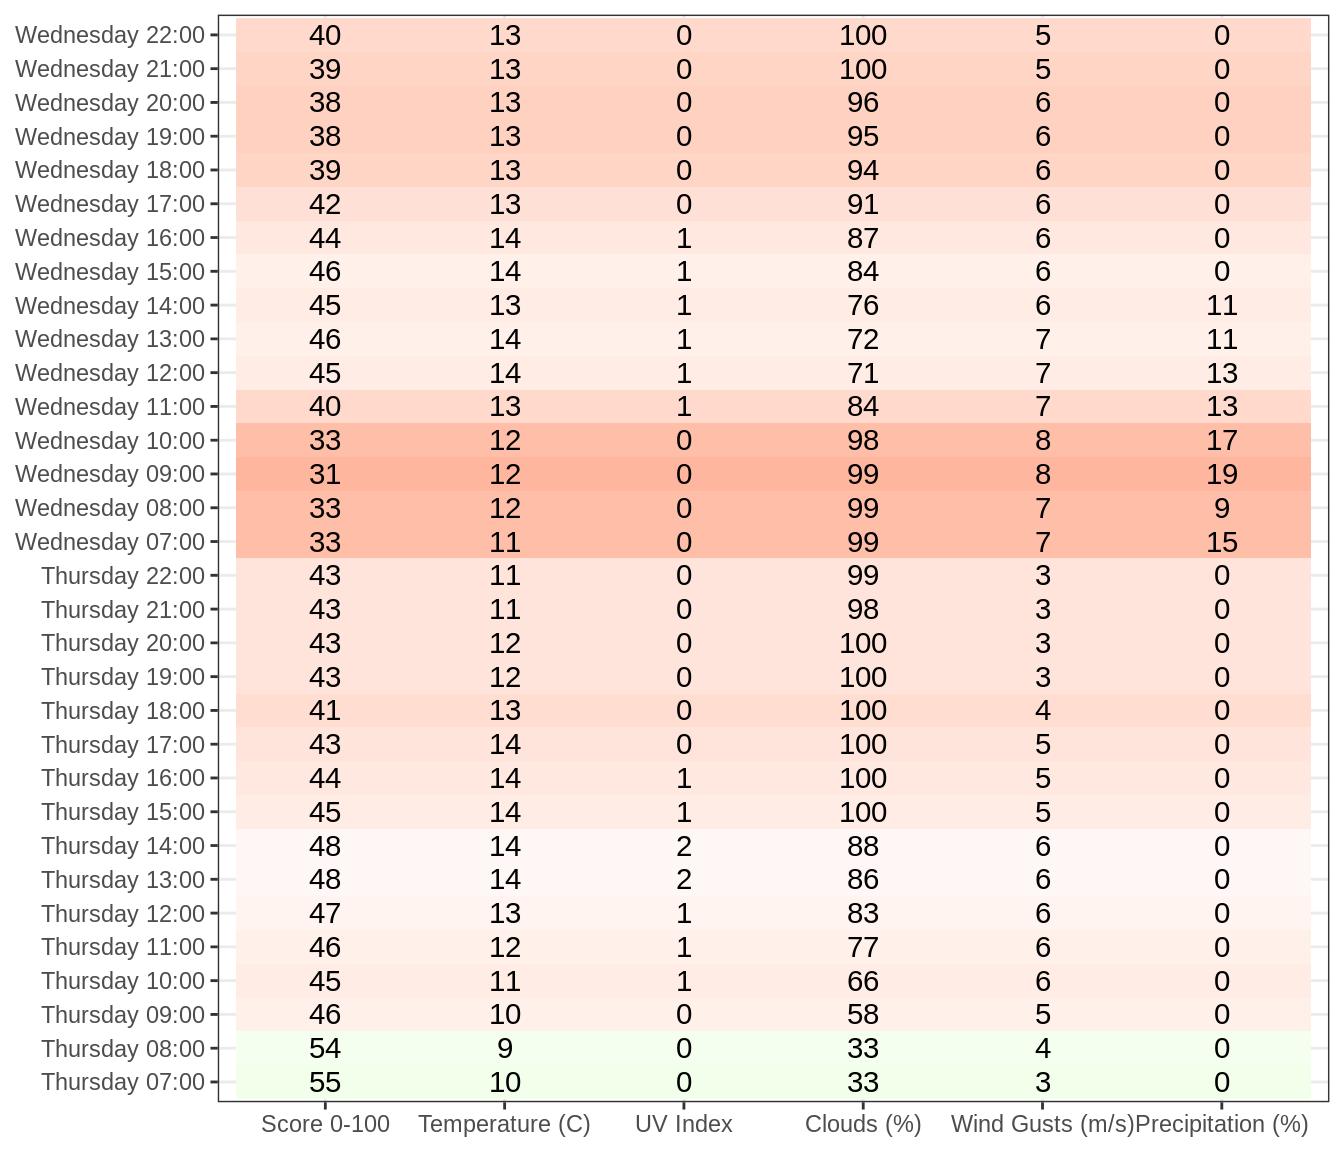 Wednesday 22:00 40 13 0 100 5 0
Wednesday 21:00 39 13 0 100 5 0
Wednesday 20:00 38 13 0 96 6 0
Wednesday 19:00 38 13 0 95 6 0
Wednesday 18:00 39 13 0 94 6 0
Wednesday 17:00 42 13 0 91 6 0
Wednesday 16:00 44 14 1 87 6 0
Wednesday 15:00 46 14 1 84 6 0
Wednesday 14:00 45 13 1 76 6 11
Wednesday 13:00 46 14 1 72 7 11
Wednesday 12:00 45 14 1 71 7 13
Wednesday 11:00 40 13 1 84 7 13
Wednesday 10:00 33 12 0 98 8 17
Wednesday 09:00 31 12 0 99 8 19
Wednesday 08:00 33 12 0 99 7 9
Wednesday 07:00 33 11 0 99 7 15
Thursday 22:00 43 11 0 99 3 0
Thursday 21:00 43 11 0 98 3 0
Thursday 20:00 43 12 0 100 3 0
Thursday 19:00 43 12 0 100 3 0
Thursday 18:00 41 13 0 100 4 0
Thursday 17:00 43 14 0 100 5 0
Thursday 16:00 44 14 1 100 5 0
Thursday 15:00 45 14 1 100 5 0
Thursday 14:00 48 14 2 88 6 0
Thursday 13:00 48 14 2 86 6 0
Thursday 12:00 47 13 1 83 6 0
Thursday 11:00 46 12 1 77 6 0
Thursday 10:00 45 11 1 66 6 0
Thursday 09:00 46 10 0 58 5 0
Thursday 08:00 54 9 0 33 4 0
Thursday 07:00 55 10 0 33 3 0
Score 0-100 Temperature (C) UV Index Clouds (%) Wind Gusts (m/s) Precipitation (%)